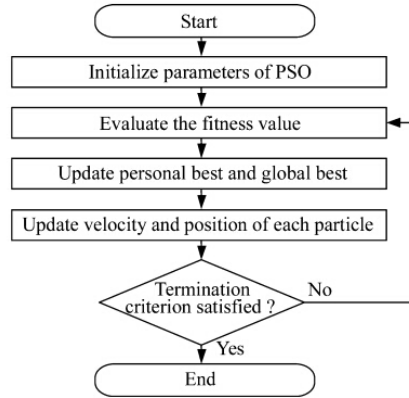 Start
Initialize parameters of PSO
Evaluate the fitness value
Update personal best and global best
Update velocity and position of each particle
Termination
criterion satisfied ?
No
Yes
End